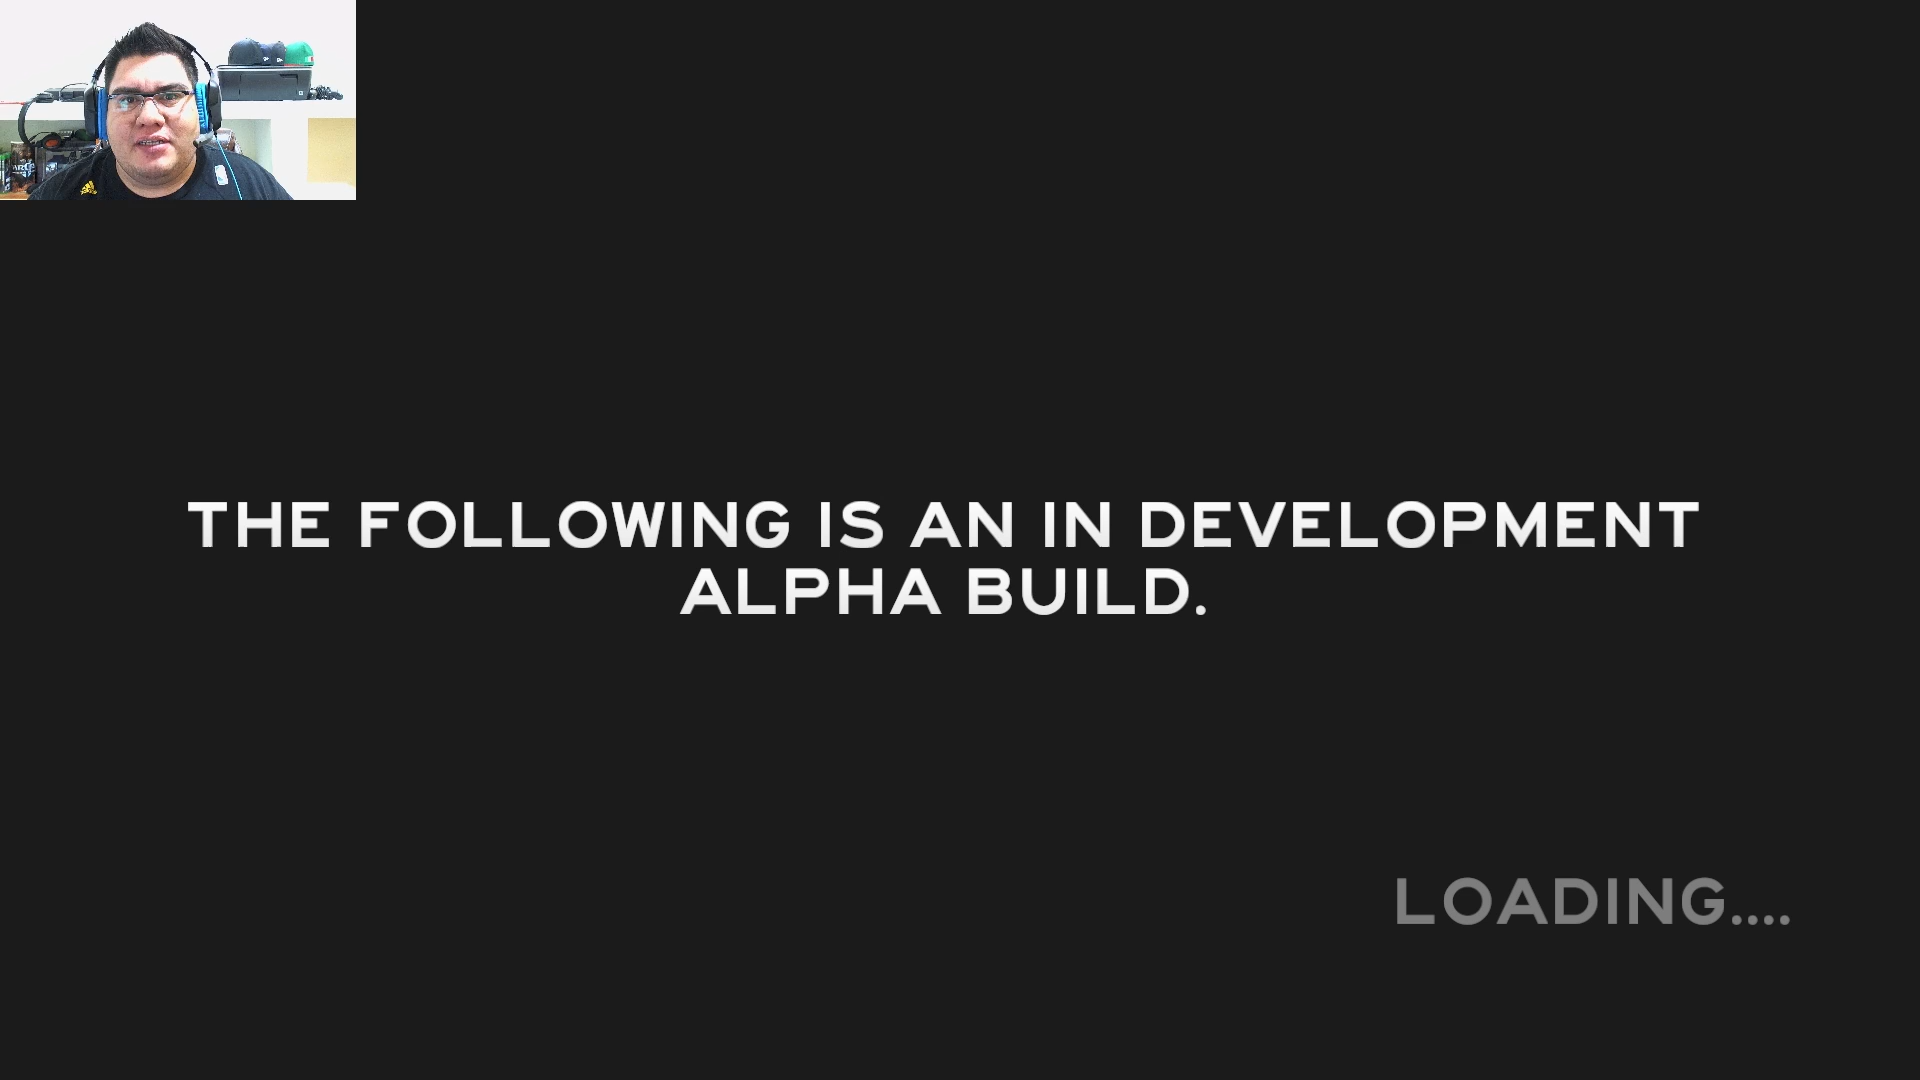 THE FOLLOWING IS AN IN DEVELOPMENT
ALPHA BUILD.
LOADING....